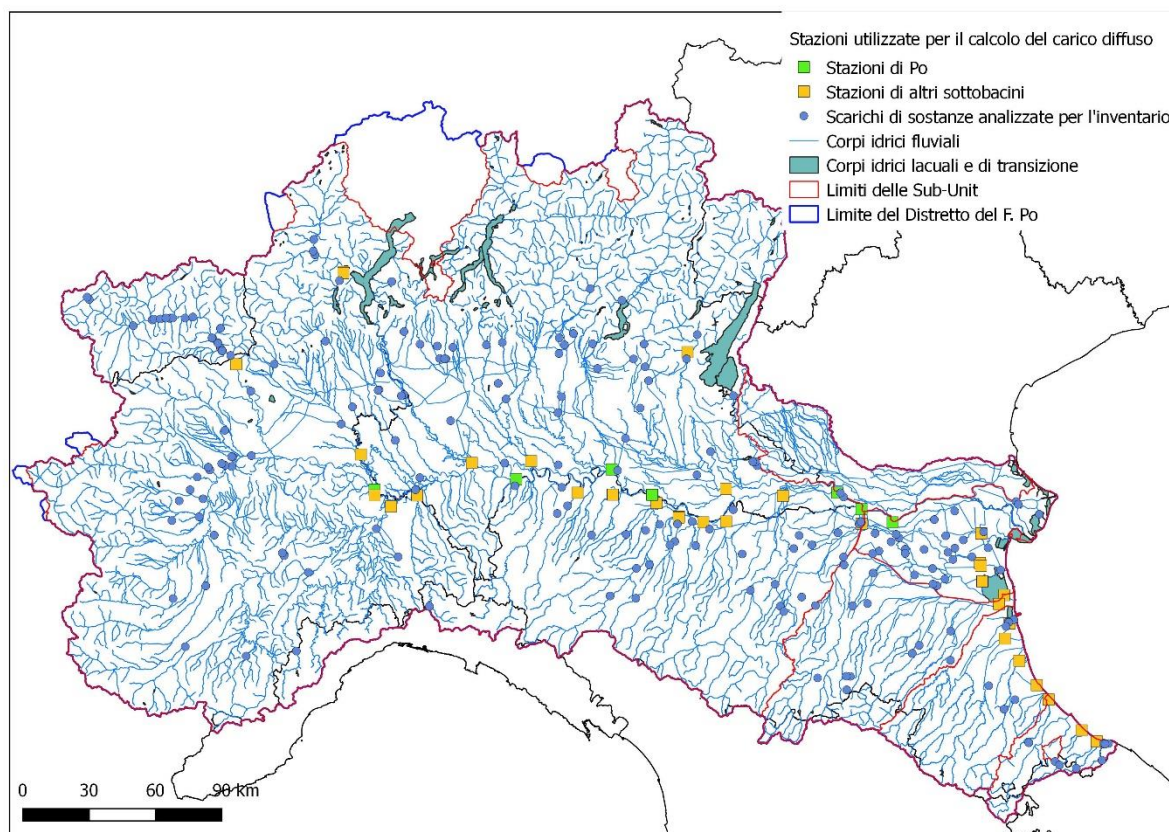 Stazioni utilizzate per il calcolo del carico diffuso
Stazioni di Po
Stazioni di altri sottobacini
Scarichi di sostanze analizzate per l'inventario
Corpi idrici fluviali
Corpi idrici lacuali e di transizione
Limiti delle Sub-Unit
Limite del Distretto del F. Po
0 30 60 90 km